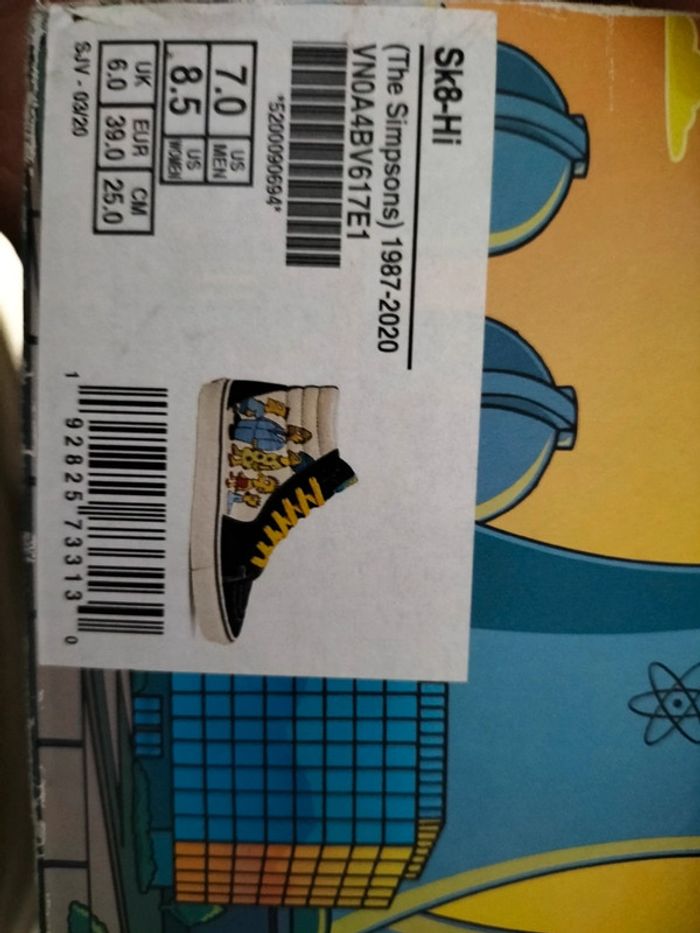 Sk8-Hi
(The Simpsons) 1987-2020
VN0A4BV617E1
*5200090694*
7.0 US MEN
8.5 US WOMEN
UK EUR CM
6.0 39.0 25.0
SJV - 03/20
1 92825 73313 0